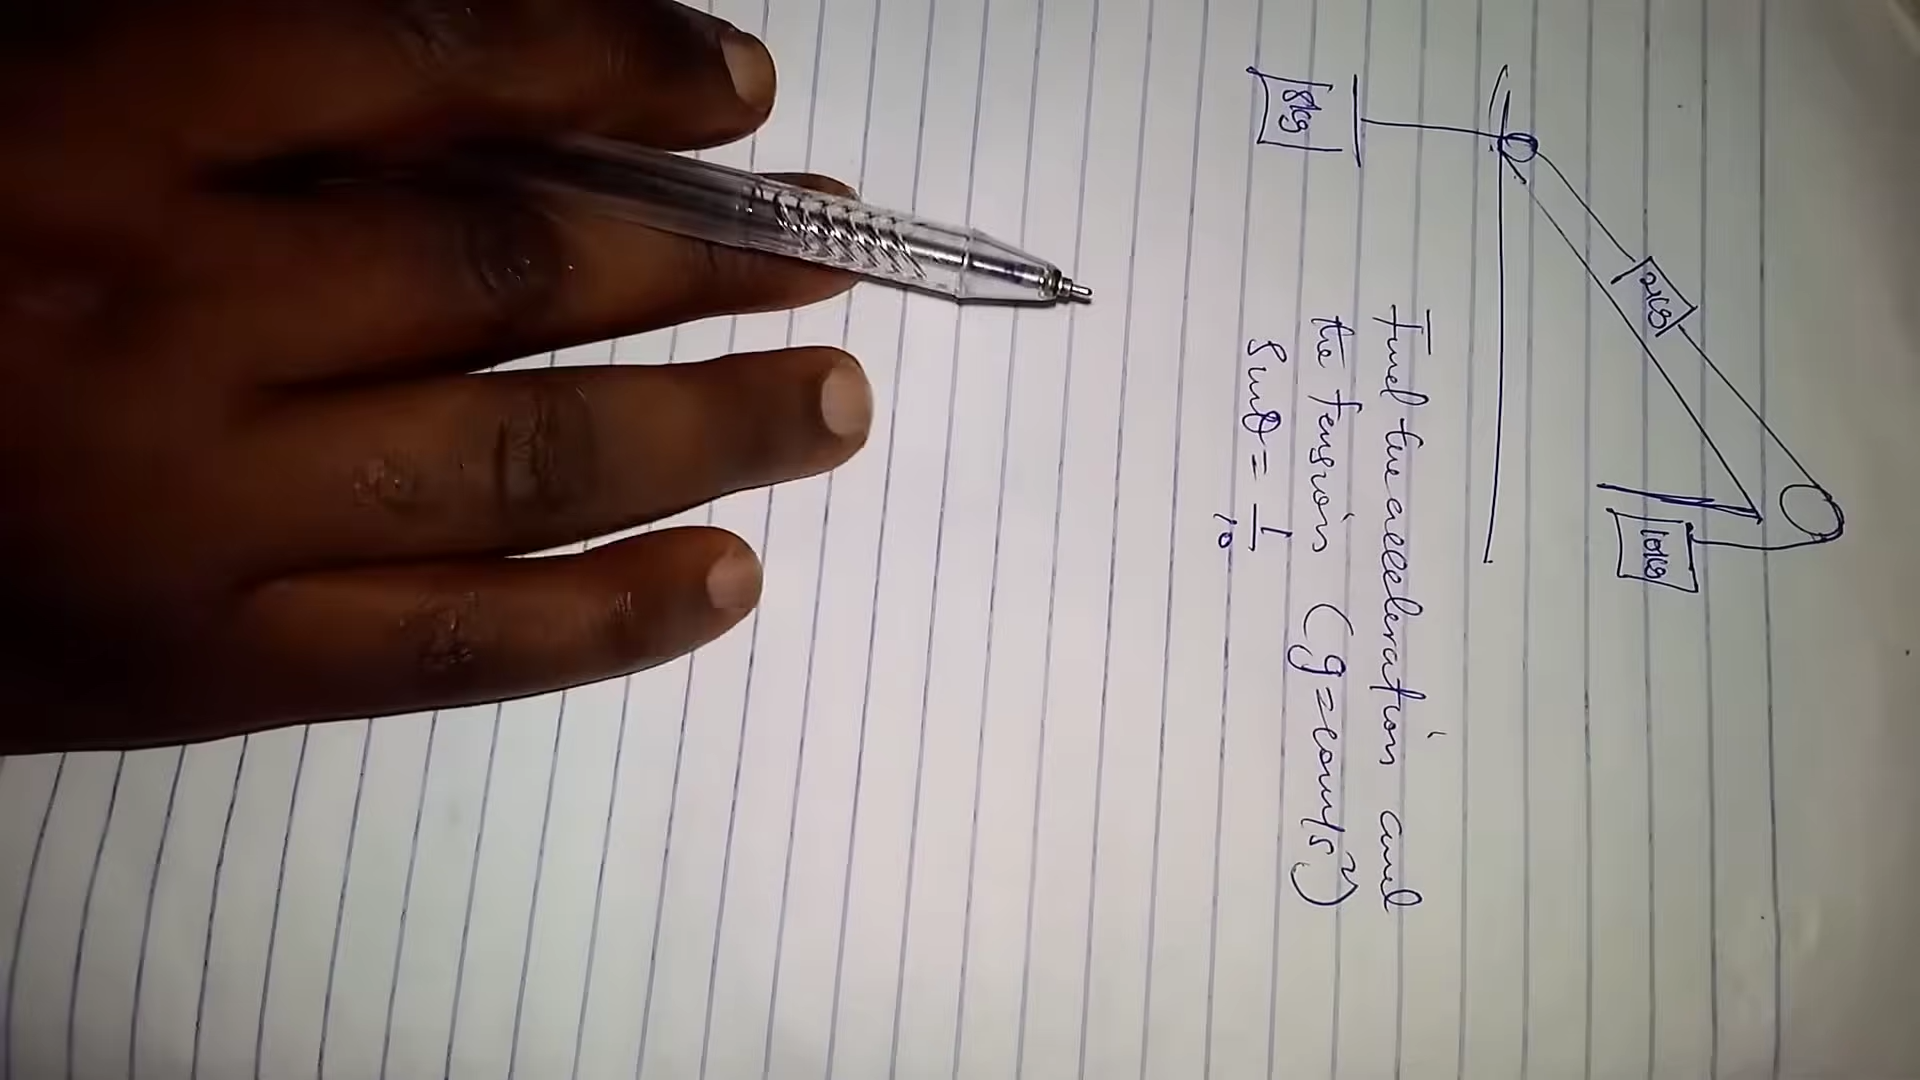 10kg
2kg
8kg
Find the acceleration and
the tension (g=10m/s²)
Sinθ = 1/10